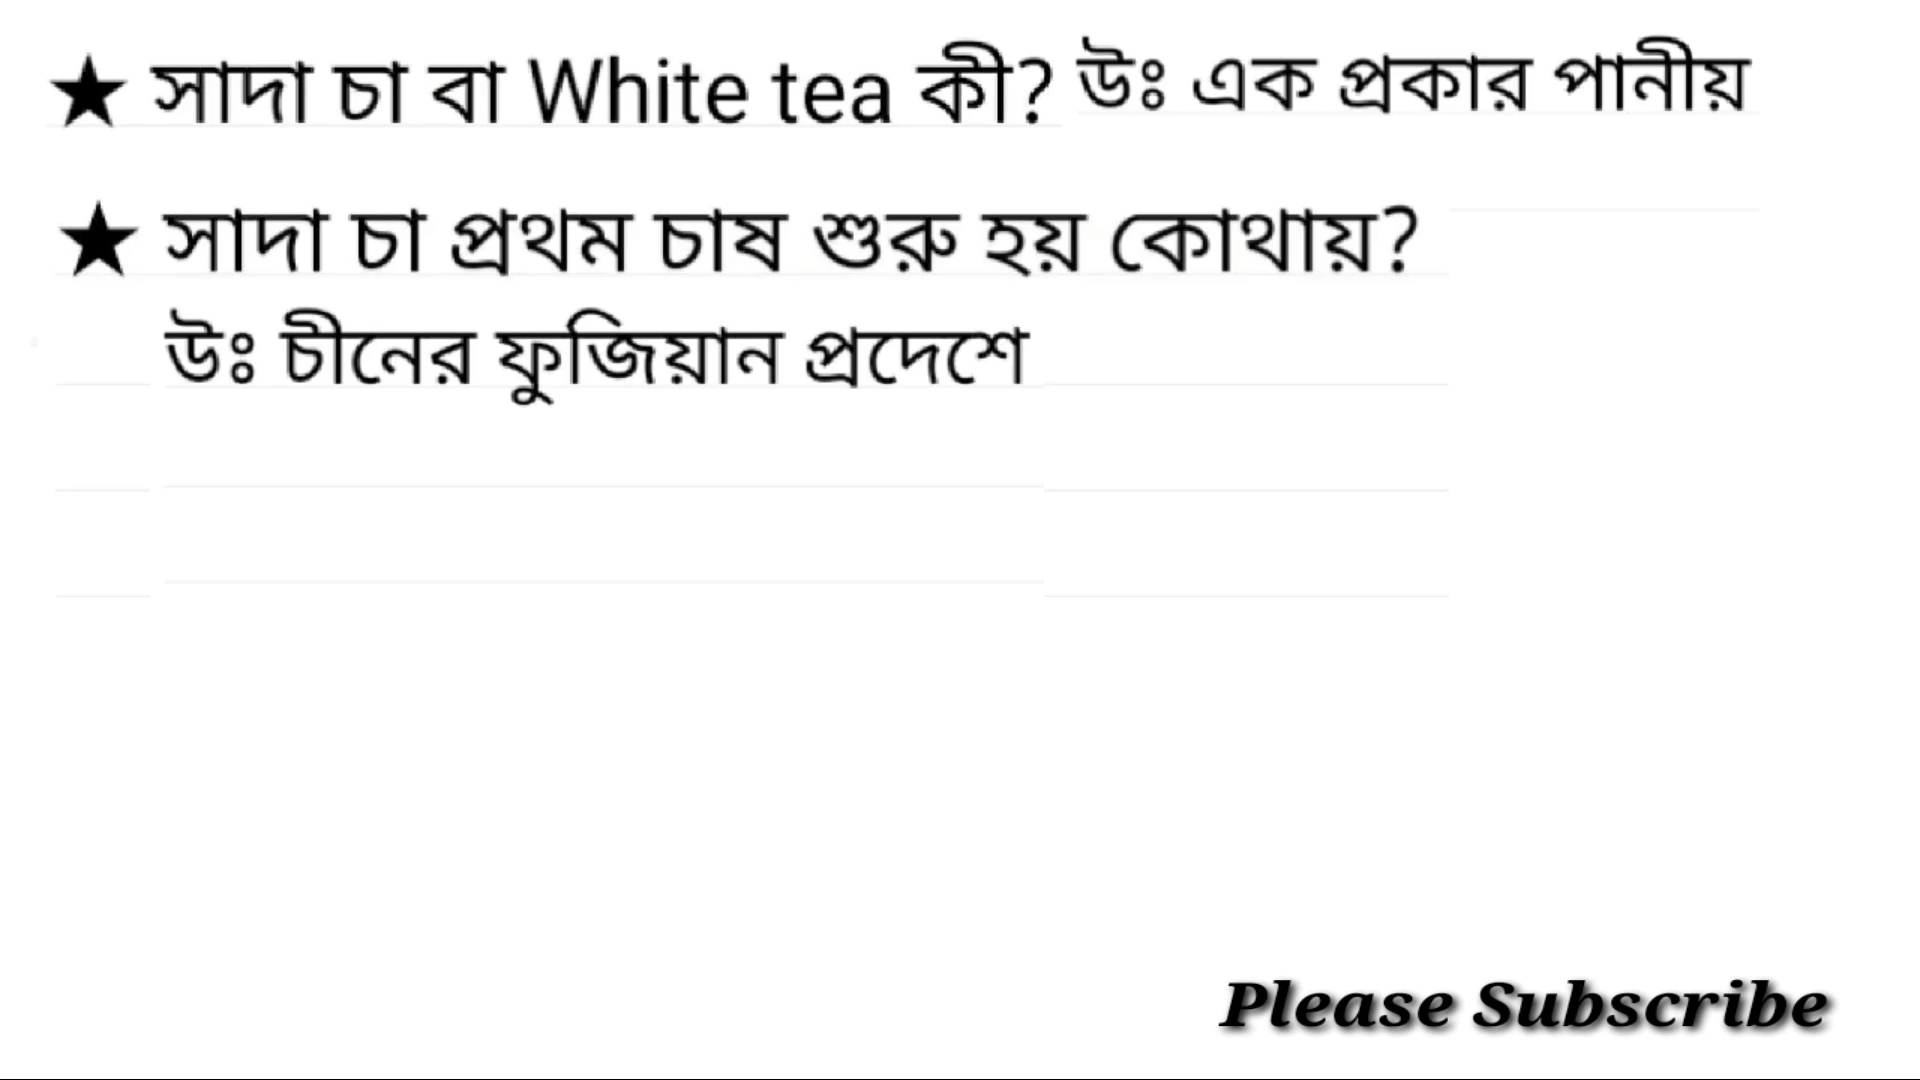 ★ সাদা চা বা White tea কী? উঃ এক প্রকার পানীয়
★ সাদা চা প্রথম চাষ শুরু হয় কোথায়?
উঃ চীনের ফুজিয়ান প্রদেশে
Please Subscribe